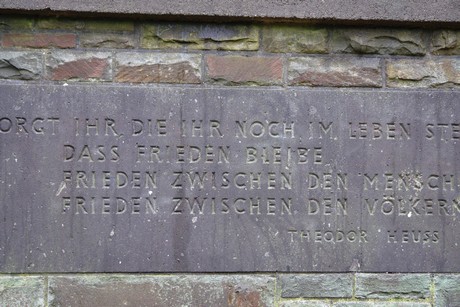 ORGT IHR, DIE IHR NOCH IM LEBEN STE
DASS FRIEDEN BLEIBE
FRIEDEN ZWISCHEN DEN MENSCH
FRIEDEN ZWISCHEN DEN VÖLKERN
THEODOR HEUSS